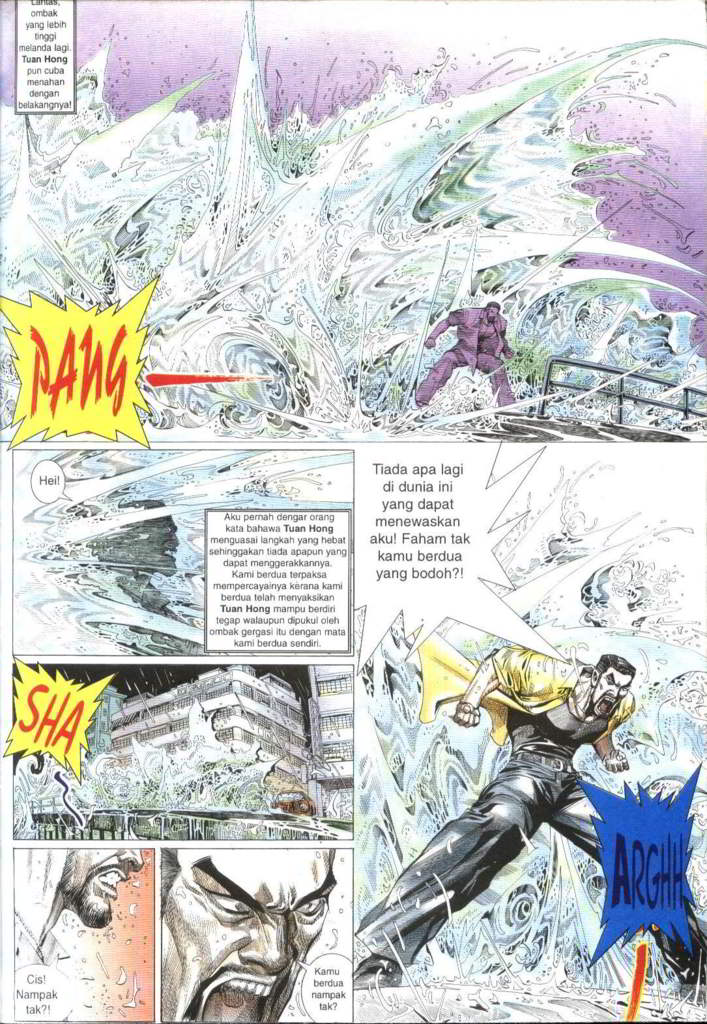 Lantas,
ombak
yang lebih
tinggi
melanda lagi.
Tuan Hong
pun cuba
menahan
dengan
belakangnya!
PANG
Hei!
Aku pernah dengar orang
kata bahawa Tuan Hong
menguasai langkah yang hebat
sehinggakan tiada apapun yang
dapat menggerakkannya.
Kami berdua terpaksa
mempercayainya kerana kami
berdua telah menyaksikan
Tuan Hong mampu berdiri
tegap walaupun dipukul oleh
ombak gergasi itu dengan mata
kami berdua sendiri.
Tiada apa lagi
di dunia ini
yang dapat
menewaskan
aku! Faham tak
kamu berdua
yang bodoh?!
SHA
ARGHH
Cis!
Nampak
tak?!
Kamu
berdua
nampak
tak?